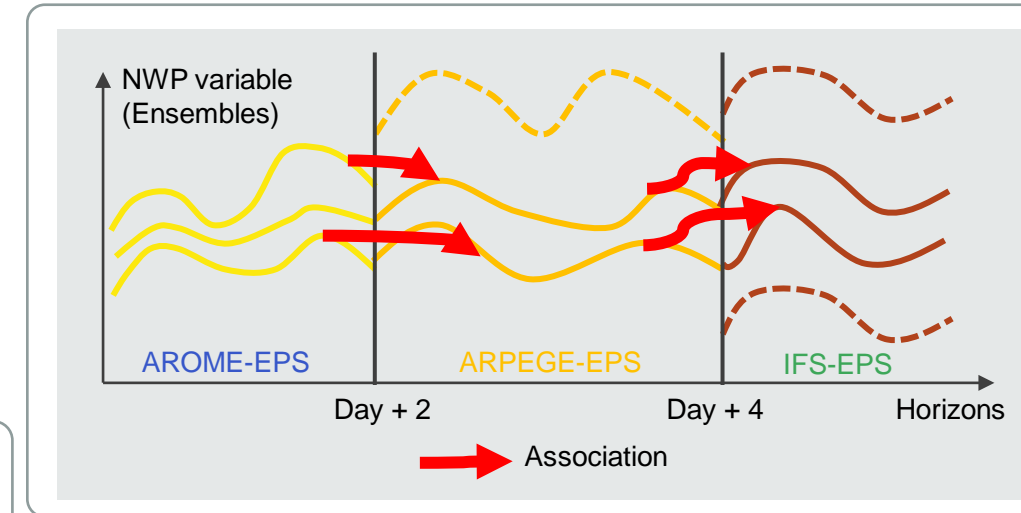 NWP variable
(Ensembles)
AROME-EPS
ARPEGE-EPS
IFS-EPS
Day + 2
Day + 4
Horizons
Association